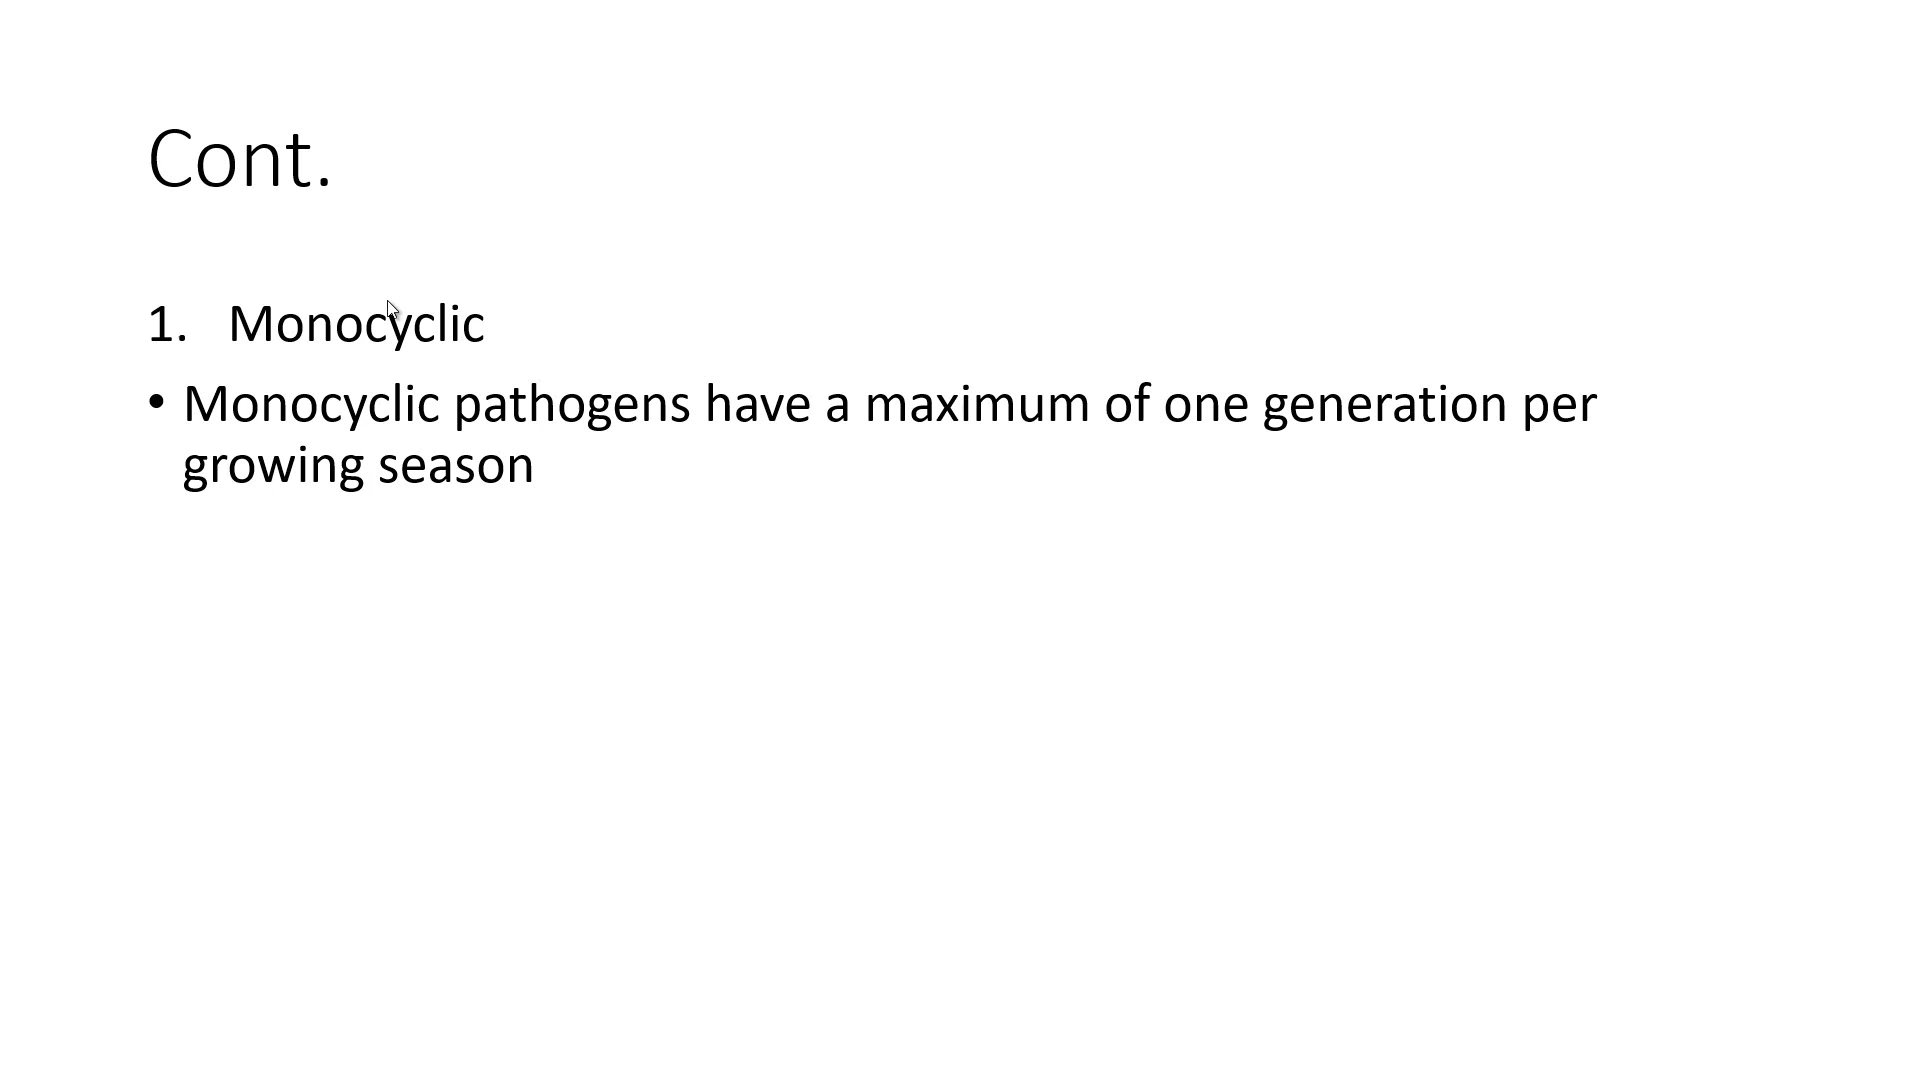 Cont.
1. Monocyclic
• Monocyclic pathogens have a maximum of one generation per
growing season